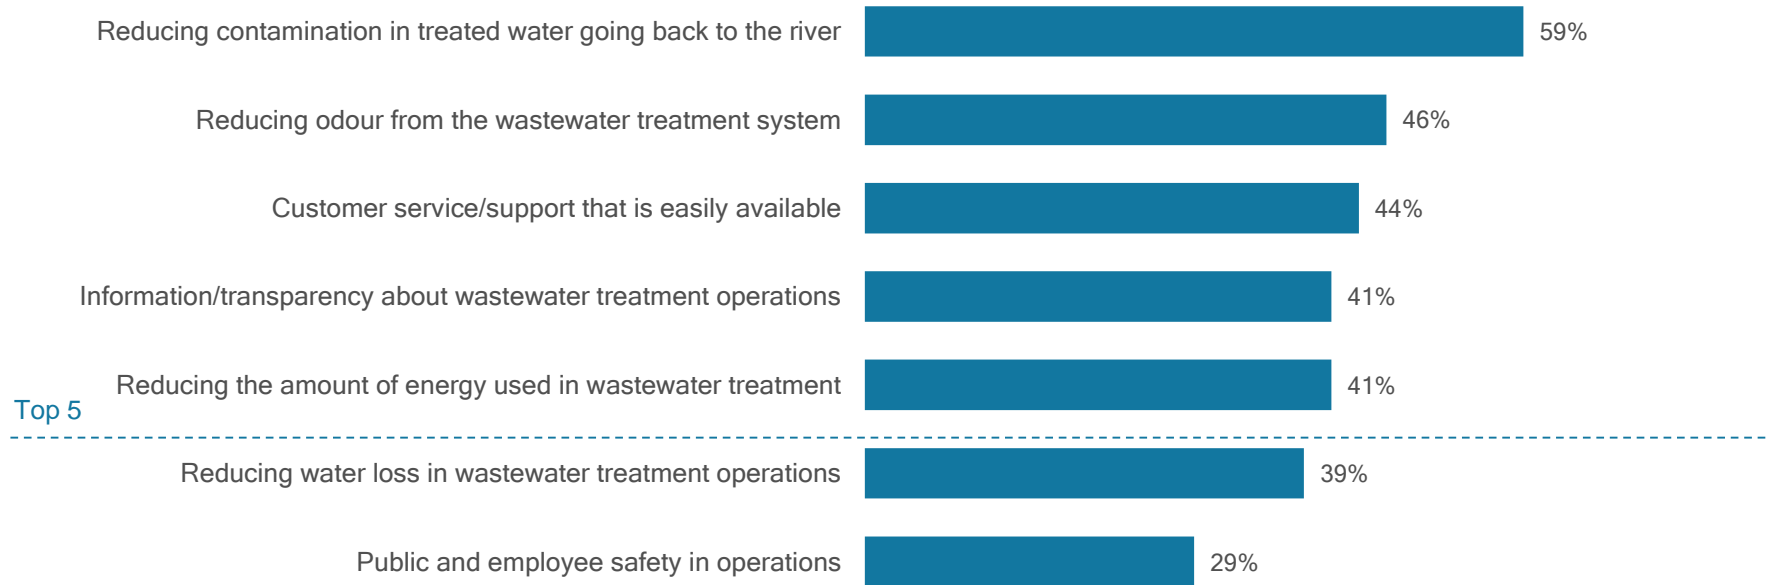 Reducing contamination in treated water going back to the river 59%
Reducing odour from the wastewater treatment system 46%
Customer service/support that is easily available 44%
Information/transparency about wastewater treatment operations 41%
Reducing the amount of energy used in wastewater treatment 41%
Top 5
Reducing water loss in wastewater treatment operations 39%
Public and employee safety in operations 29%